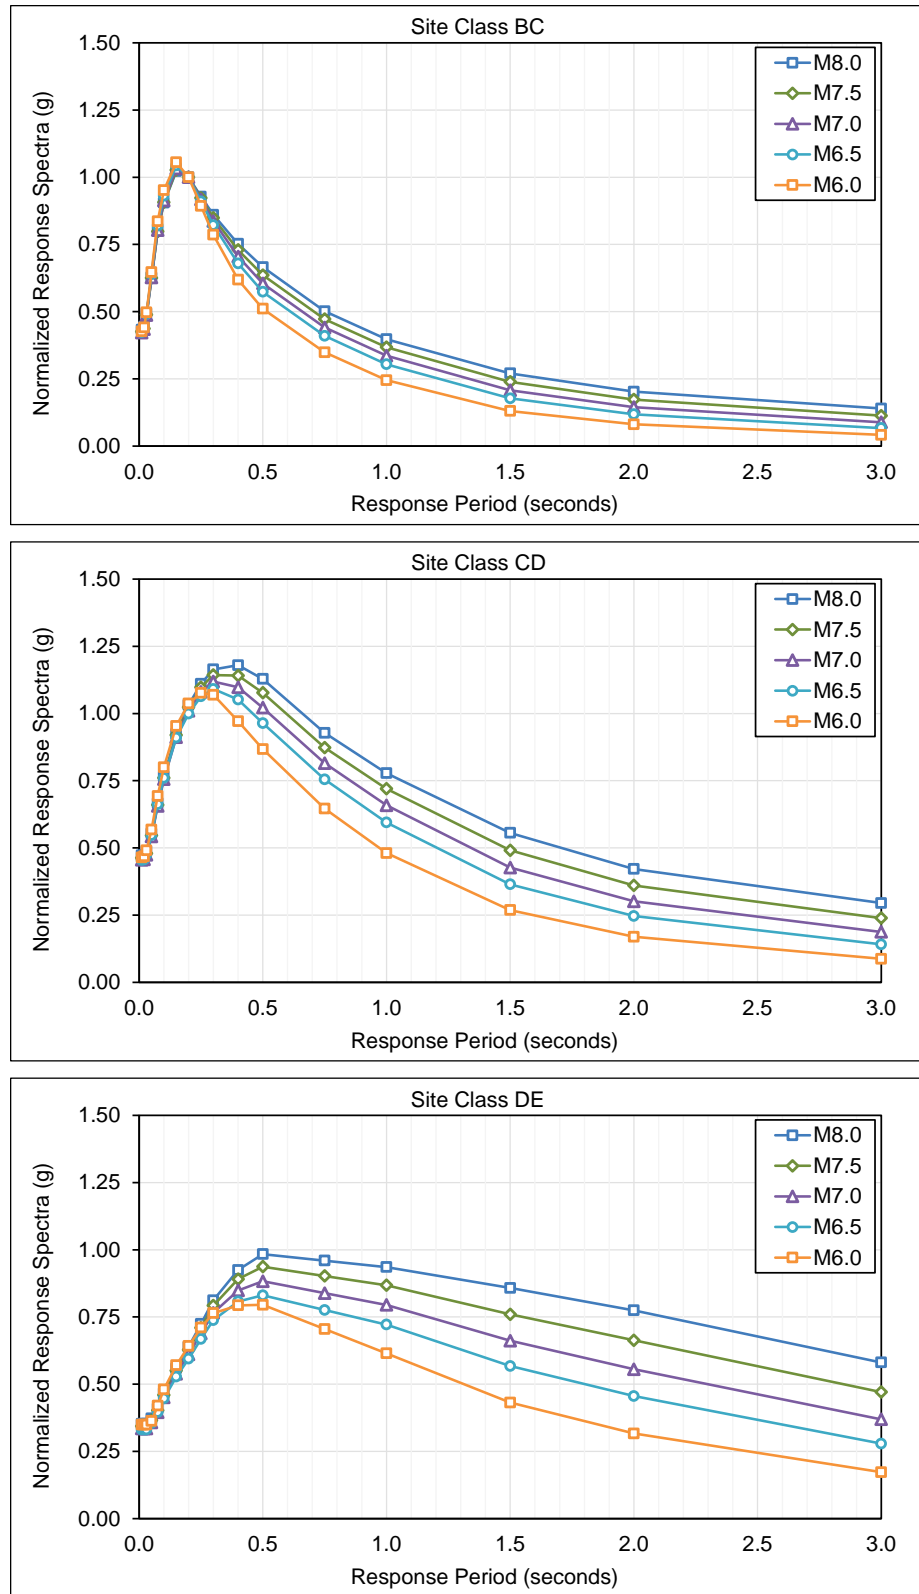 Site Class BC
1.50
1.25
1.00
0.75
0.50
0.25
0.00
Normalized Response Spectra (g)
M8.0
M7.5
M7.0
M6.5
M6.0
0.0 0.5 1.0 1.5 2.0 2.5 3.0
Response Period (seconds)
Site Class CD
1.50
1.25
1.00
0.75
0.50
0.25
0.00
Normalized Response Spectra (g)
M8.0
M7.5
M7.0
M6.5
M6.0
0.0 0.5 1.0 1.5 2.0 2.5 3.0
Response Period (seconds)
Site Class DE
1.50
1.25
1.00
0.75
0.50
0.25
0.00
Normalized Response Spectra (g)
M8.0
M7.5
M7.0
M6.5
M6.0
0.0 0.5 1.0 1.5 2.0 2.5 3.0
Response Period (seconds)